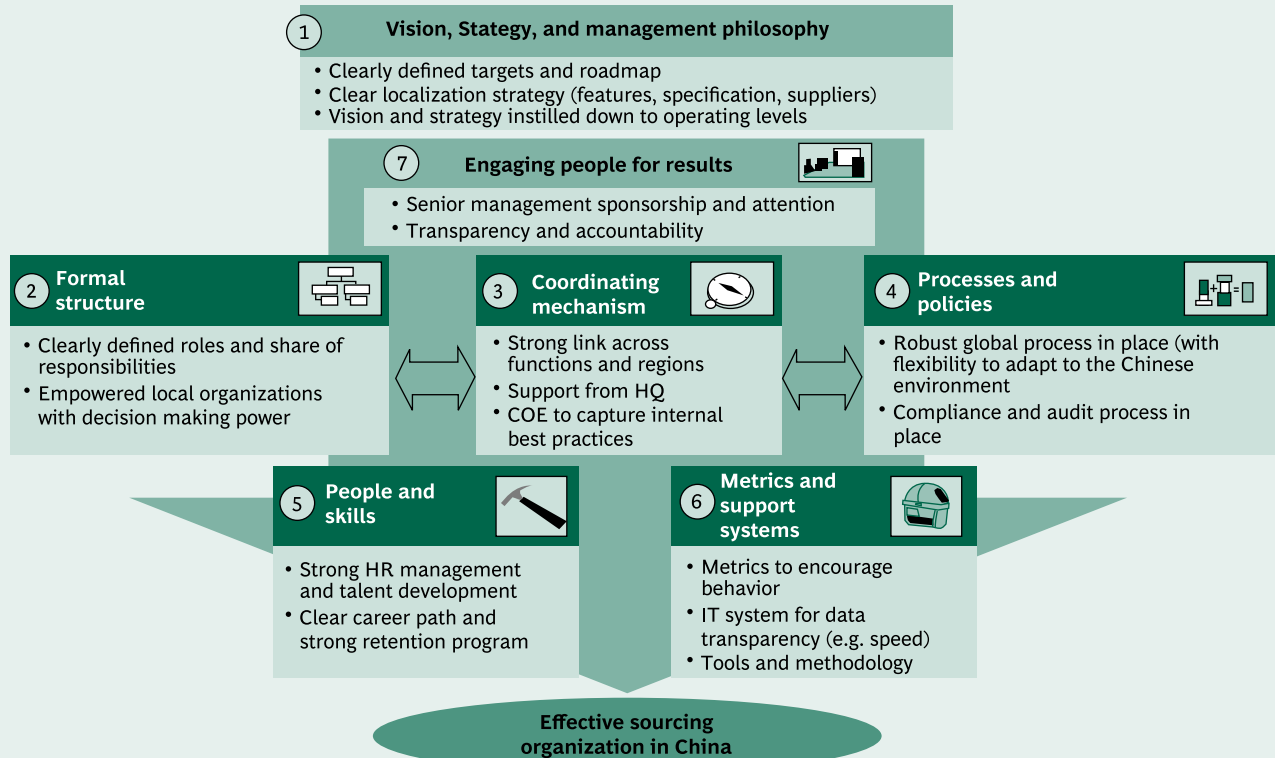 1
Vision, Stategy, and management philosophy
• Clearly defined targets and roadmap
• Clear localization strategy (features, specification, suppliers)
• Vision and strategy instilled down to operating levels
7
Engaging people for results
• Senior management sponsorship and attention
• Transparency and accountability
2
Formal
structure
• Clearly defined roles and share of
responsibilities
• Empowered local organizations
with decision making power
3
Coordinating
mechanism
• Strong link across
functions and regions
• Support from HQ
• COE to capture internal
best practices
4
Processes and
policies
+ =
• Robust global process in place (with
flexibility to adapt to the Chinese
environment
• Compliance and audit process in
place
5
People and
skills
• Strong HR management
and talent development
• Clear career path and
strong retention program
6
Metrics and
support
systems
• Metrics to encourage
behavior
• IT system for data
transparency (e.g. speed)
• Tools and methodology
Effective sourcing
organization in China